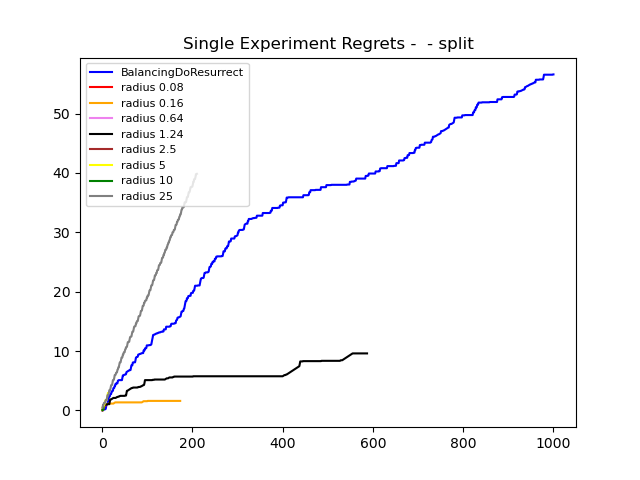 Single Experiment Regrets -  - split
BalancingDoResurrect
radius 0.08
radius 0.16
radius 0.64
radius 1.24
radius 2.5
radius 5
radius 10
radius 25
50
40
30
20
10
0
0 200 400 600 800 1000